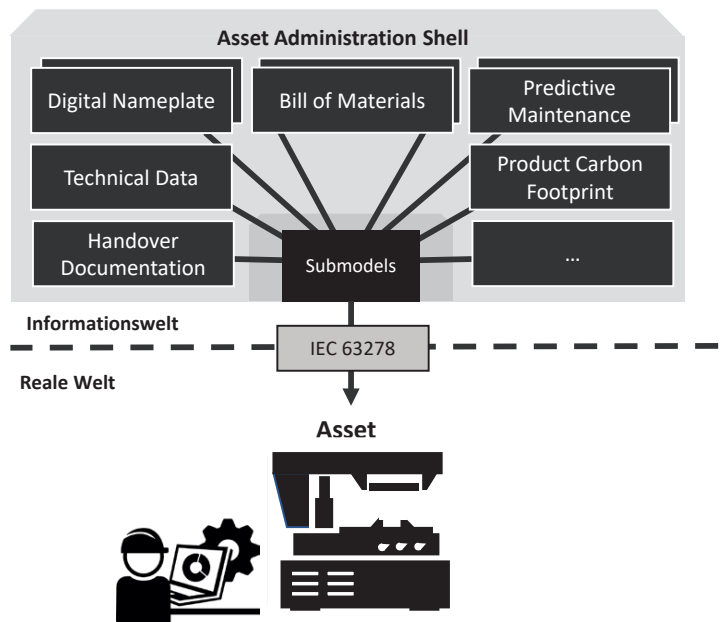 Asset Administration Shell
Digital Nameplate
Bill of Materials
Predictive
Maintenance
Technical Data
Product Carbon
Footprint
Handover
Documentation
Submodels
...
Informationswelt
IEC 63278
Reale Welt
Asset